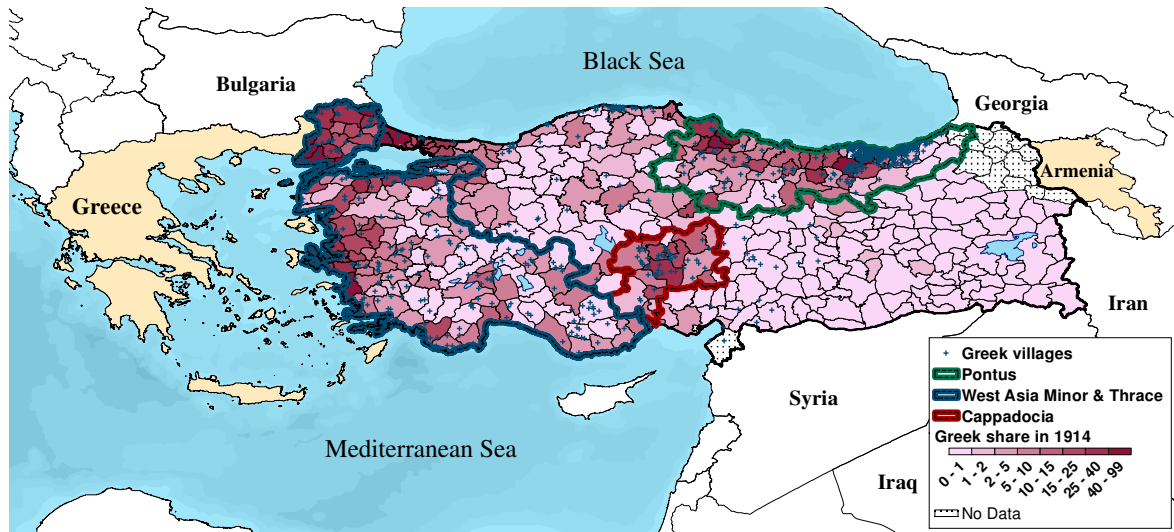 Black Sea
Bulgaria
Georgia
Armenia
Greece
Iran
Syria
Mediterranean Sea
Iraq
Greek villages
Pontus
West Asia Minor & Thrace
Cappadocia
Greek share in 1914
0 - 1
1 - 2
2 - 5
5 - 10
10 - 15
15 - 25
25 - 40
40 - 99
No Data